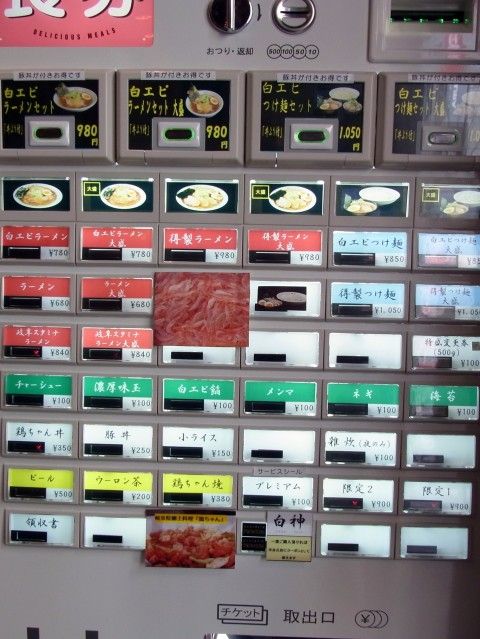 DELICIOUS MEALS
おつり・返却
500 100 50 10
豚丼が付きお得です
豚丼が付きお得です
豚丼が付きお得です
豚丼が付きお得です
白エビ
ラーメンセット
980円
白エビ
ラーメンセット 大盛
980円
白エビ
つけ麺セット
1,050円
大盛
大盛
大盛
白エビラーメン
¥780
白エビラーメン
大盛
¥780
得製ラーメン
¥980
得製ラーメン
大盛
¥980
白エビつけ麺
¥850
白エビつけ麺
大盛
¥850
ラーメン
¥680
ラーメン
大盛
¥680
得製つけ麺
¥1,050
得製つけ麺
大盛
¥1,050
岐阜スタミナ
ラーメン
¥840
岐阜スタミナ
ラーメン大盛
¥840
特盛変更券
(500g)
¥100
チャーシュー
濃厚味玉
¥100
白エビ餡
¥100
メンマ
¥100
ネギ
¥100
海苔
¥100
鶏ちゃん丼
¥350
豚丼
¥250
小ライス
¥150
雑炊(夜のみ)
¥100
サービスシール
ビール
¥500
ウーロン茶
¥200
鶏ちゃん焼
¥380
プレミアム
¥100
限定2
¥900
限定1
¥900
領収書
白神
チケット
取出口